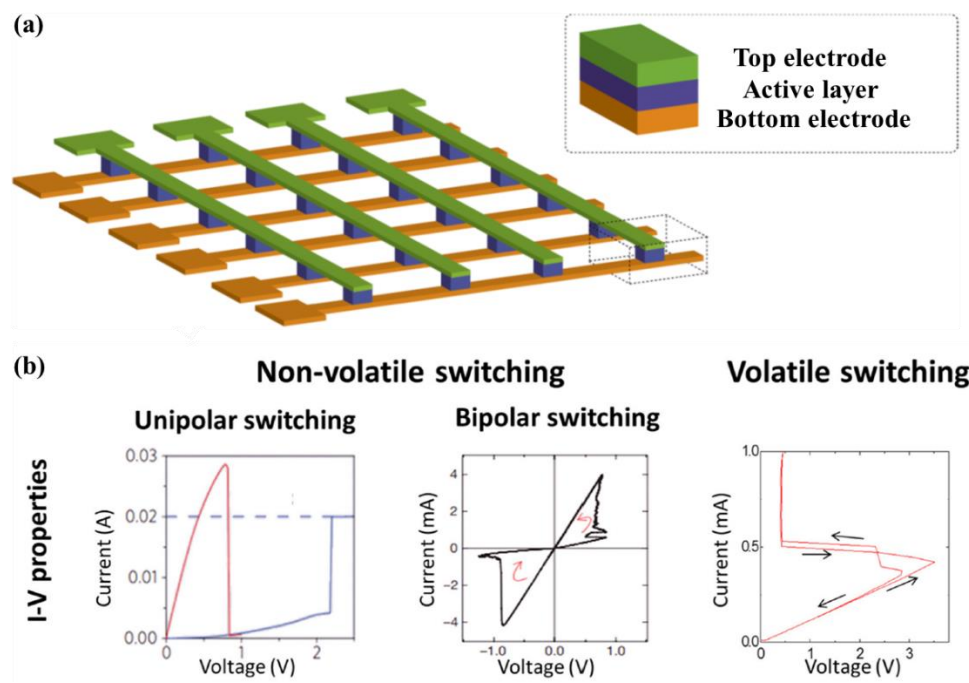 (a)
Top electrode
Active layer
Bottom electrode
(b)
Non-volatile switching
Volatile switching
Unipolar switching
Bipolar switching
I-V properties
Current (A)
0.03
0.02
0.01
0.00
0
1
2
Voltage (V)
Current (mA)
4
2
0
-2
-4
-1.0
0.0
1.0
Voltage (V)
Current (mA)
1.0
0.5
0.0
0
1
2
3
Voltage (V)